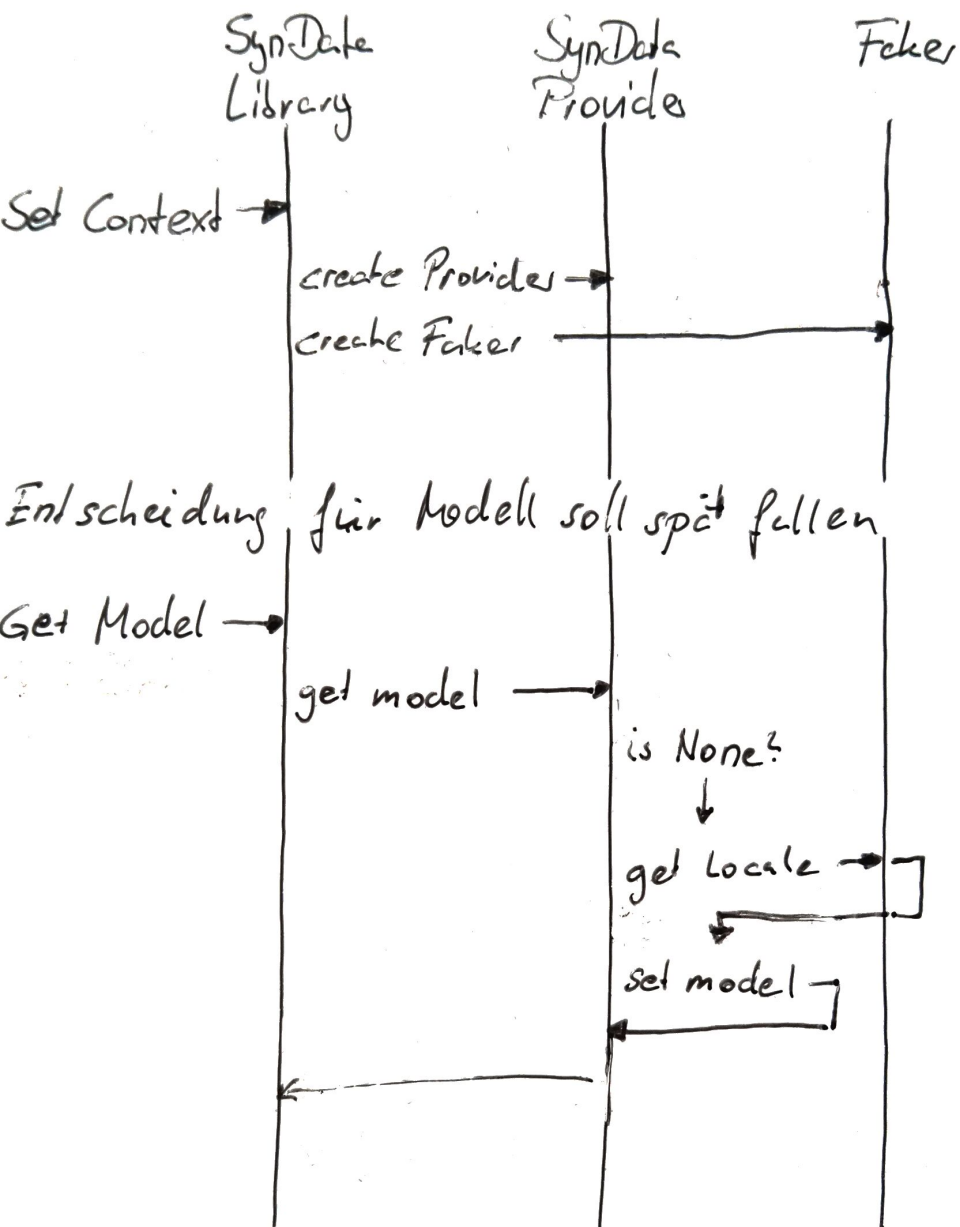 SynData
Library
SynData
Provider
Faker
Set Context
create Provider
create Faker
Entscheidung für Modell soll spät fallen
Get Model
get model
is None?
get Locale
set model